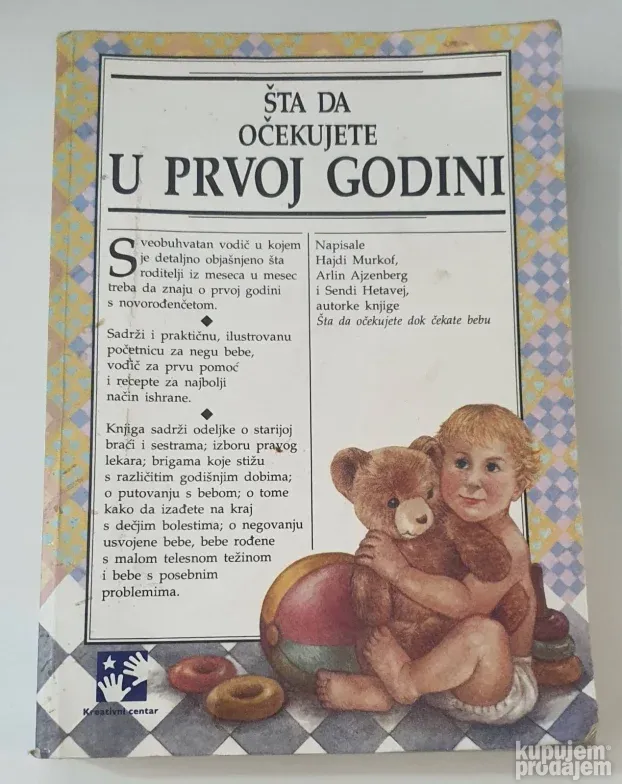 ŠTA DA
OČEKUJETE
U PRVOJ GODINI
Sveobuhvatan vodič u kojem
je detaljno objašnjeno šta
roditelji iz meseca u mesec
treba da znaju o prvoj godini
s novorođenčetom.
Sadrži i praktičnu, ilustrovanu
početnicu za negu bebe,
vodič za prvu pomoć
i recepte za najbolji
način ishrane.
Knjiga sadrži odeljke o starijoj
braći i sestrama; izboru pravog
lekara; brigama koje stižu
s različitim godišnjim dobima;
o putovanju s bebom; o tome
kako da izađete na kraj
s dečjim bolestima; o negovanju
usvojene bebe, bebe rođene
s malom telesnom težinom
i bebe s posebnim
problemima.
Napisale
Hajdi Murkof,
Arlin Ajzenberg
i Sendi Hetavej,
autorke knjige
Šta da očekujete dok čekate bebu
Kreativni centar
kupujem
prodajem